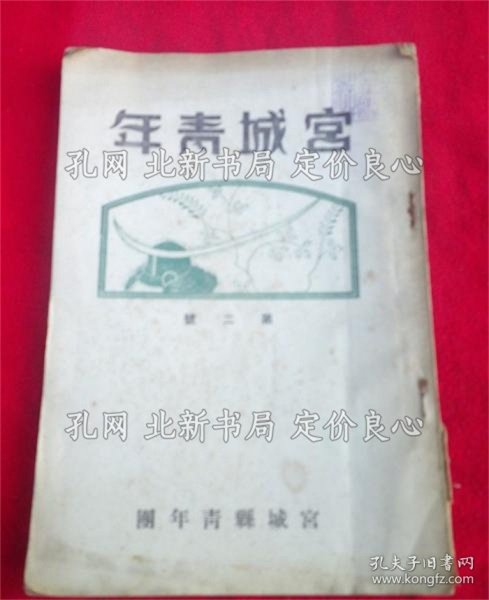 宮城青年
孔网 北新书局 定价良心
第二號
孔网 北新书局 定价良心
宮城縣青年團
孔夫子旧书网
www.kongfz.com